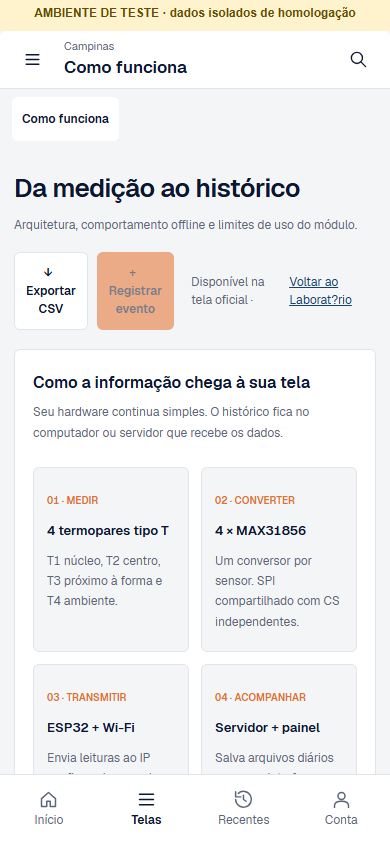 AMBIENTE DE TESTE · dados isolados de homologação
Campinas
Como funciona
Como funciona
Da medição ao histórico
Arquitetura, comportamento offline e limites de uso do módulo.
↓
Exportar
CSV
+
Registrar
evento
Disponível na
tela oficial ·
Voltar ao
Laborat?rio
Como a informação chega à sua tela
Seu hardware continua simples. O histórico fica no
computador ou servidor que recebe os dados.
01 · MEDIR
4 termopares tipo T
T1 núcleo, T2 centro,
T3 próximo à forma e
T4 ambiente.
02 · CONVERTER
4 × MAX31856
Um conversor por
sensor. SPI
compartilhado com CS
independentes.
03 · TRANSMITIR
ESP32 + Wi-Fi
Envia leituras ao IP
04 · ACOMPANHAR
Servidor + painel
Salva arquivos diários
Início
Telas
Recentes
Conta